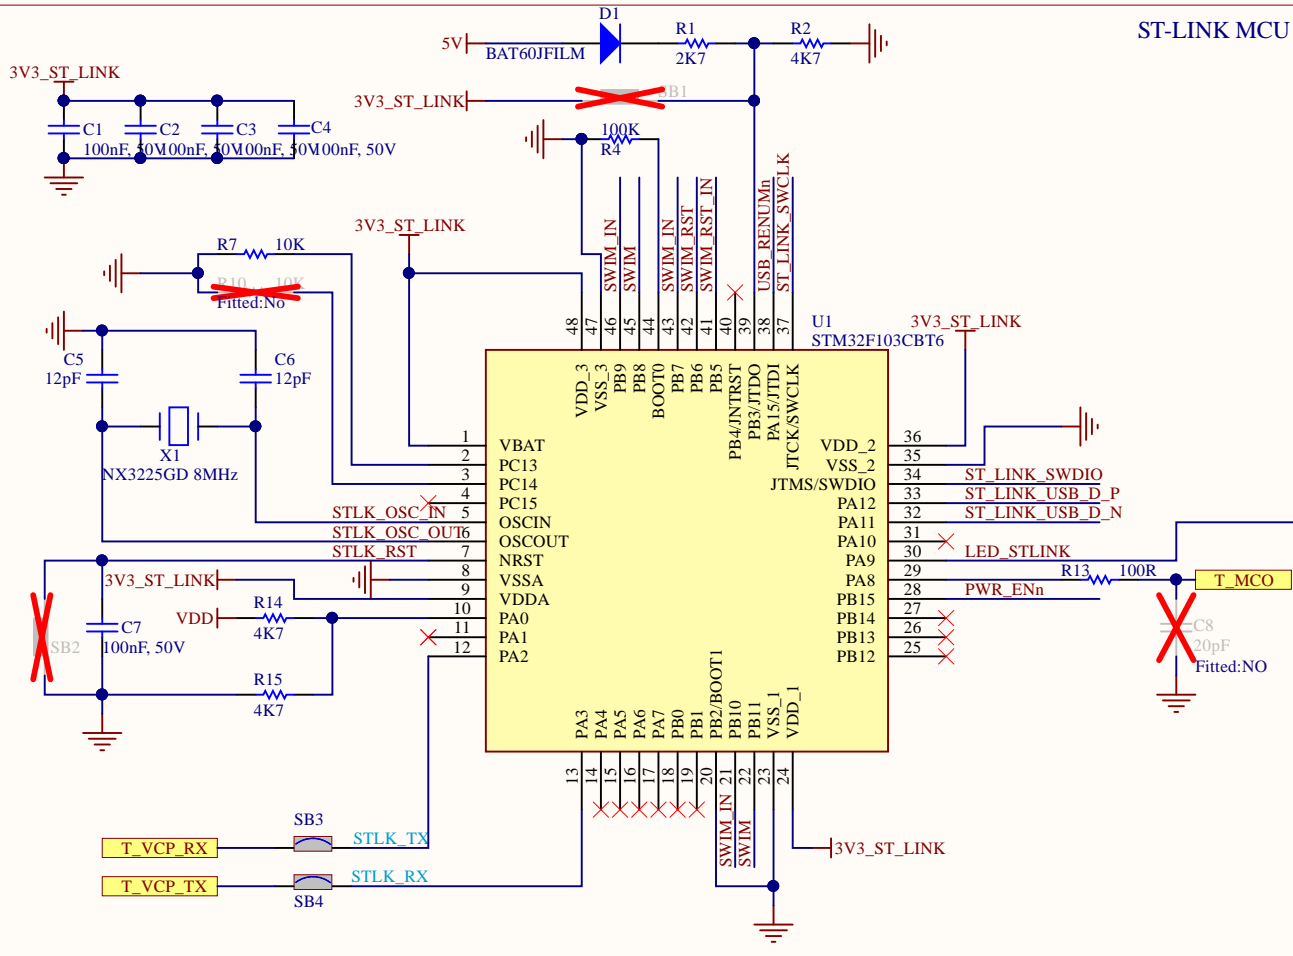 ST-LINK MCU
D1
5V
BAT60JFILM
R1
2K7
R2
4K7
3V3_ST_LINK
SB1
3V3_ST_LINK
C1
100nF, 50V
C2
100nF, 50V
C3
100nF, 50V
C4
100nF, 50V
100K
R4
SWIM_IN
SWIM
SWIM_IN
SWIM_RST
SWIM_RST_IN
USB_RENUMn
ST_LINK_SWCLK
3V3_ST_LINK
R7
10K
R10
10K
Fitted:No
48
47
46
45
44
43
42
41
40
39
38
37
U1
STM32F103CBT6
3V3_ST_LINK
VDD_3
VSS_3
PB9
PB8
BOOT0
PB7
PB6
PB5
PB4/JNTRST
PB3/JTDO
PA15/JTDI
JTCK/SWCLK
C5
12pF
C6
12pF
X1
NX3225GD 8MHz
1 VBAT
2 PC13
3 PC14
4 PC15
STLK_OSC_IN 5 OSCIN
STLK_OSC_OUT 6 OSCOUT
STLK_RST 7 NRST
8 VSSA
3V3_ST_LINK 9 VDDA
10 PA0
11 PA1
12 PA2
VDD_2 36
VSS_2 35
JTMS/SWDIO 34 ST_LINK_SWDIO
PA12 33 ST_LINK_USB_D_P
PA11 32 ST_LINK_USB_D_N
PA10 31
PA9 30 LED_STLINK
PA8 29 R13 100R T_MCO
PB15 28 PWR_ENn
PB14 27
PB13 26
PB12 25
C8
20pF
Fitted:NO
VDD
R14
4K7
SB2
C7
100nF, 50V
R15
4K7
PA3
PA4
PA5
PA6
PA7
PB0
PB1
PB2/BOOT1
PB10
PB11
VSS_1
VDD_1
13
14
15
16
17
18
19
20
21
22
23
24
SWIM_IN
SWIM
3V3_ST_LINK
SB3
T_VCP_RX
STLK_TX
T_VCP_TX
STLK_RX
SB4